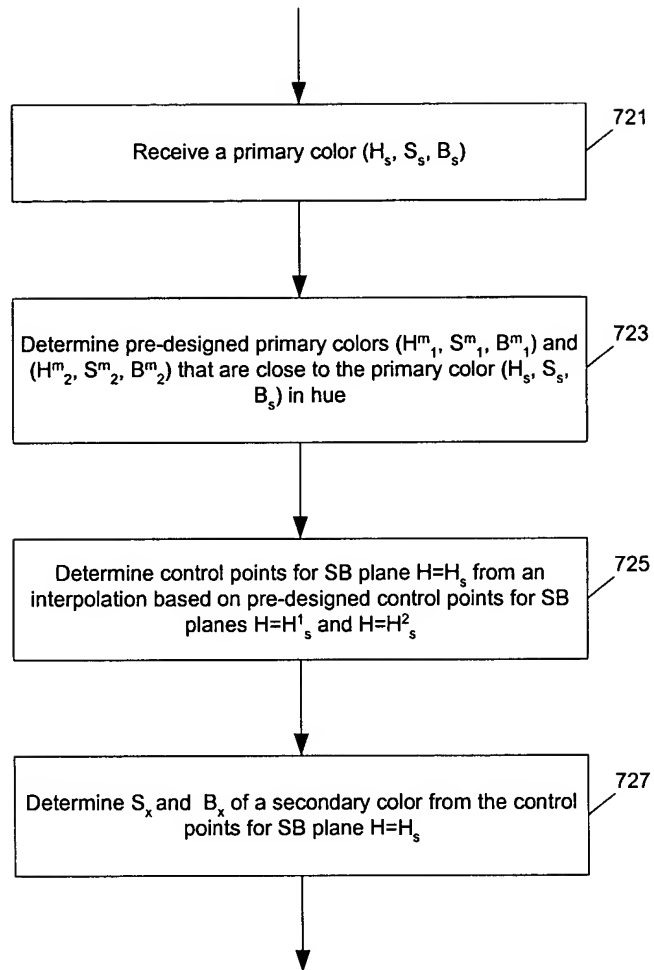 721
Receive a primary color (Hₛ, Sₛ, Bₛ)
723
Determine pre-designed primary colors (Hᵐ₁, Sᵐ₁, Bᵐ₁) and
(Hᵐ₂, Sᵐ₂, Bᵐ₂) that are close to the primary color (Hₛ, Sₛ,
Bₛ) in hue
725
Determine control points for SB plane H=Hₛ from an
interpolation based on pre-designed control points for SB
planes H=H¹ₛ and H=H²ₛ
727
Determine Sₓ and Bₓ of a secondary color from the control
points for SB plane H=Hₛ